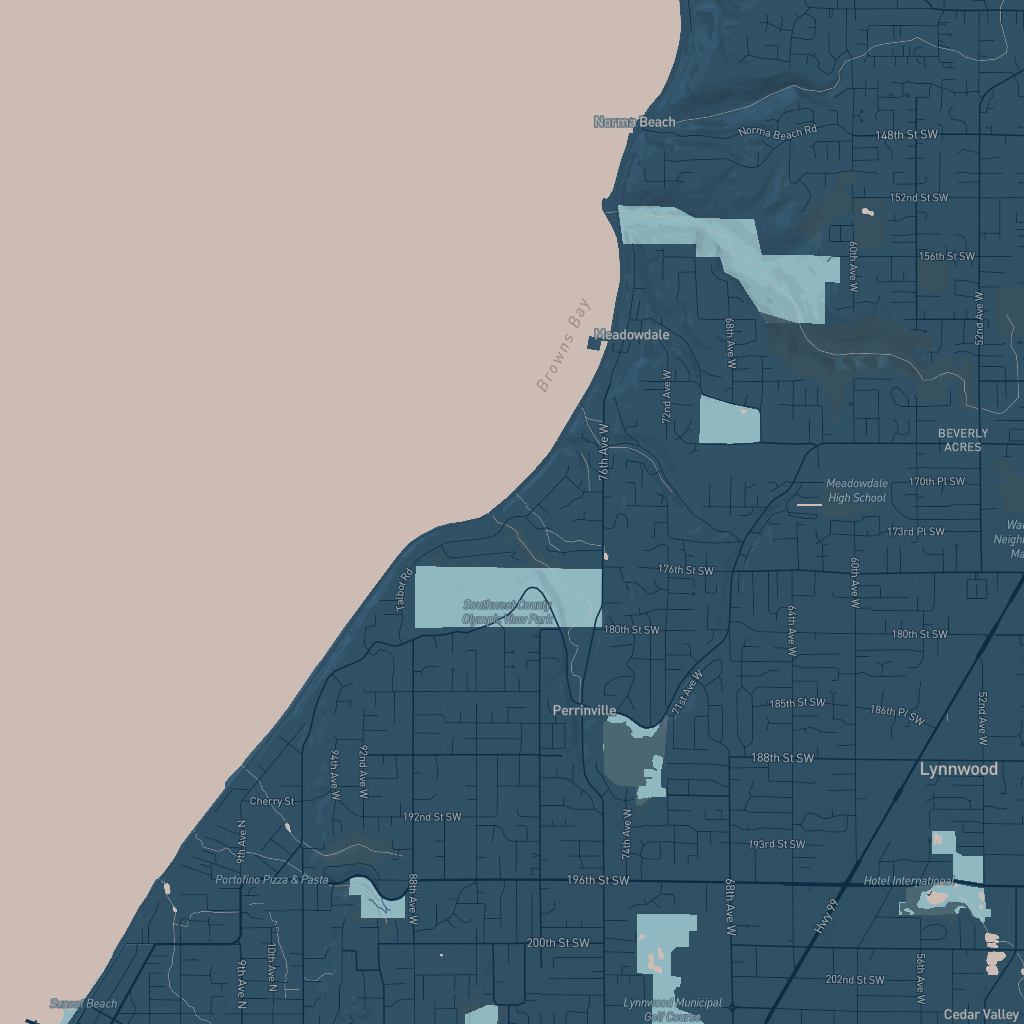 Norma Beach
Norma Beach Rd
148th St SW
152nd St SW
156th St SW
60th Ave W
52nd Ave W
68th Ave W
Browns Bay
Meadowdale
72nd Ave W
76th Ave W
BEVERLY
ACRES
Meadowdale
High School
170th Pl SW
173rd Pl SW
176th St SW
60th Ave W
Talbot Rd
Southwest County
Olympic View Park
180th St SW
64th Ave W
180th St SW
71st Ave W
185th St SW
186th Pl SW
52nd Ave W
Perrinville
94th Ave W
92nd Ave W
188th St SW
Lynnwood
Cherry St
192nd St SW
9th Ave N
74th Ave W
193rd St SW
Portofino Pizza & Pasta
88th Ave W
196th St SW
68th Ave W
Hotel International
Hwy 99
200th St SW
9th Ave N
10th Ave N
202nd St SW
56th Ave W
Sunset Beach
Lynnwood Municipal
Golf Course
Cedar Valley